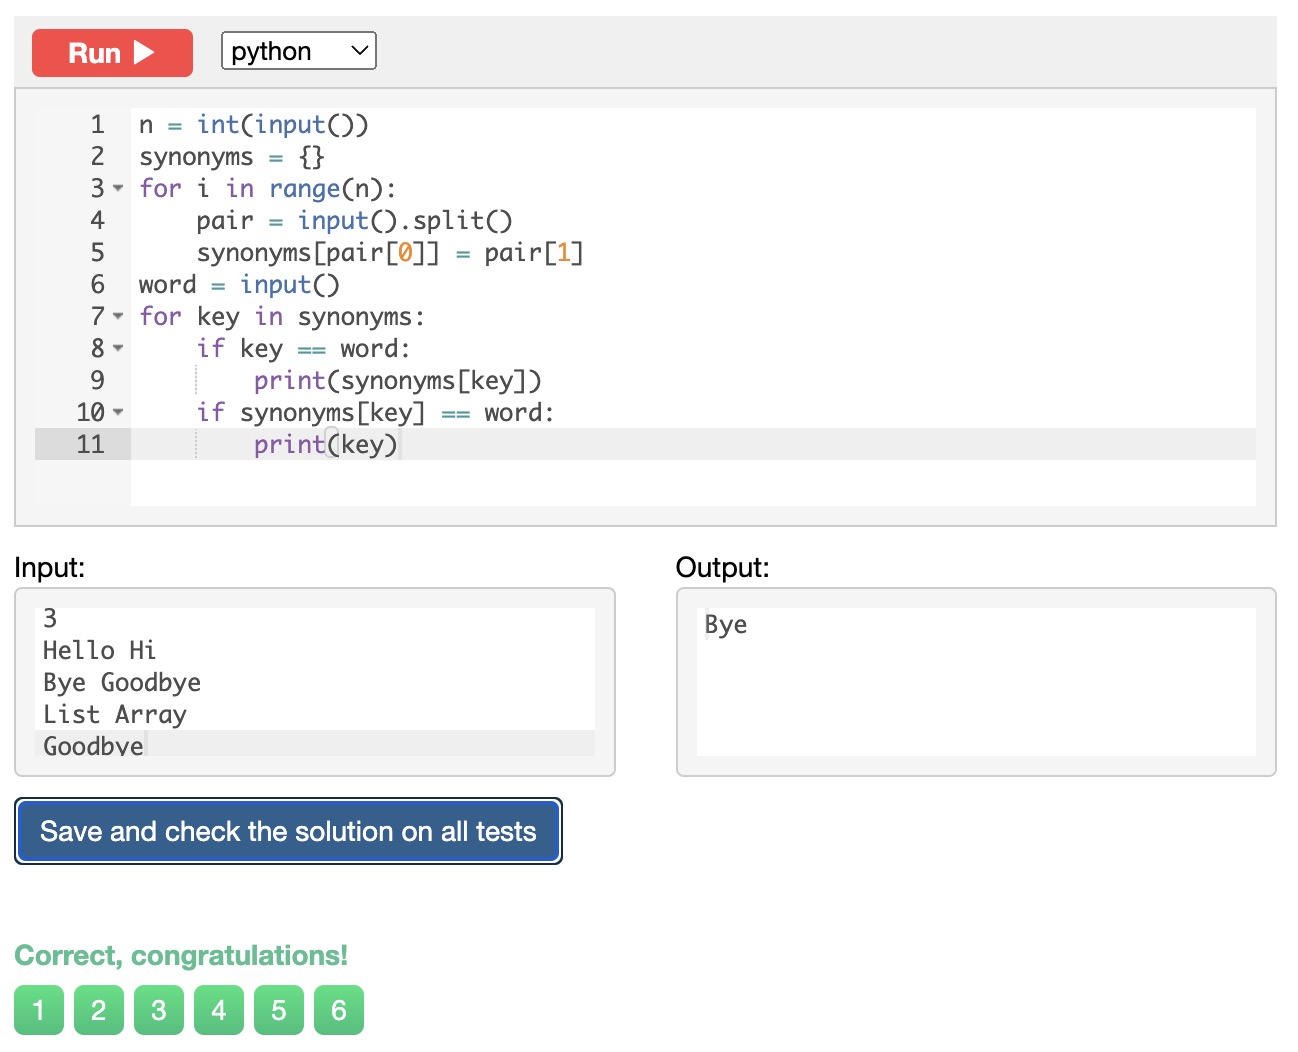 Run
python
1 n = int(input())
2 synonyms = {}
3 for i in range(n):
4     pair = input().split()
5     synonyms[pair[0]] = pair[1]
6 word = input()
7 for key in synonyms:
8     if key == word:
9         print(synonyms[key])
10     if synonyms[key] == word:
11         print(key)
Input:
3
Hello Hi
Bye Goodbye
List Array
Goodbye
Output:
Bye
Save and check the solution on all tests
Correct, congratulations!
1 2 3 4 5 6